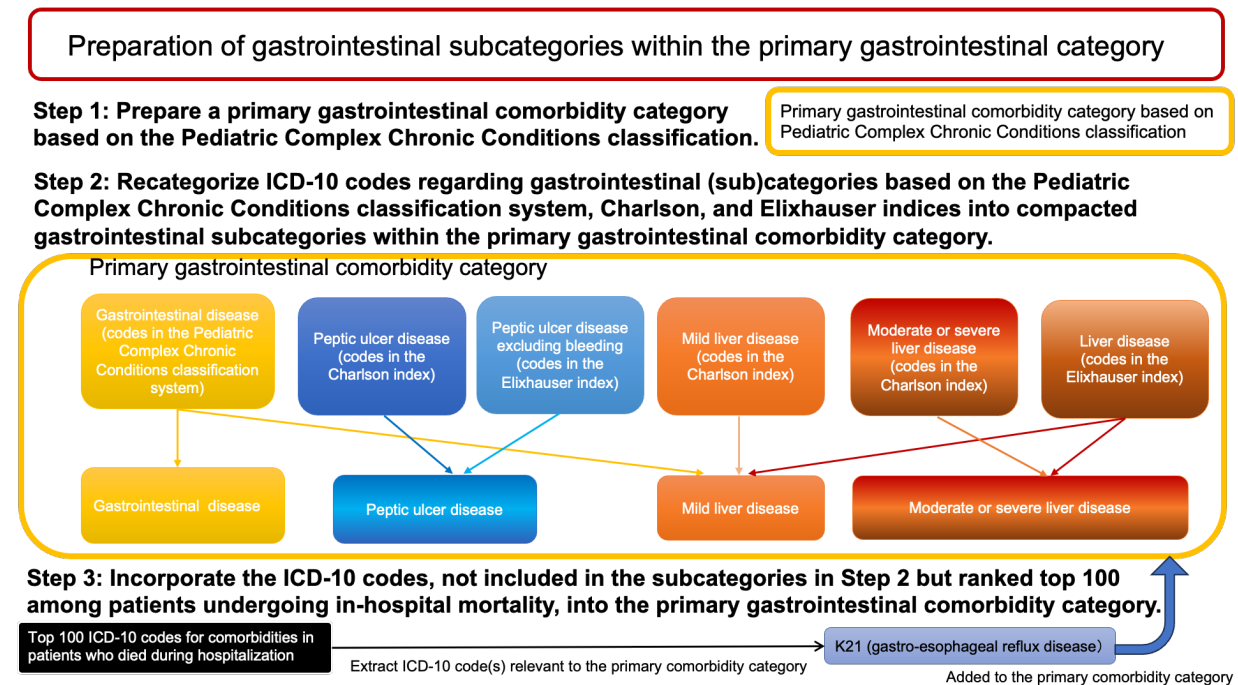 Preparation of gastrointestinal subcategories within the primary gastrointestinal category
Step 1: Prepare a primary gastrointestinal comorbidity category
based on the Pediatric Complex Chronic Conditions classification.
Primary gastrointestinal comorbidity category based on
Pediatric Complex Chronic Conditions classification
Step 2: Recategorize ICD-10 codes regarding gastrointestinal (sub)categories based on the Pediatric
Complex Chronic Conditions classification system, Charlson, and Elixhauser indices into compacted
gastrointestinal subcategories within the primary gastrointestinal comorbidity category.
Primary gastrointestinal comorbidity category
Gastrointestinal disease
(codes in the Pediatric
Complex Chronic
Conditions classification
system)
Peptic ulcer disease
(codes in the
Charlson index)
Peptic ulcer disease
excluding bleeding
(codes in the
Elixhauser index)
Mild liver disease
(codes in the
Charlson index)
Moderate or severe
liver disease
(codes in the
Charlson index)
Liver disease
(codes in the
Elixhauser index)
Gastrointestinal disease
Peptic ulcer disease
Mild liver disease
Moderate or severe liver disease
Step 3: Incorporate the ICD-10 codes, not included in the subcategories in Step 2 but ranked top 100
among patients undergoing in-hospital mortality, into the primary gastrointestinal comorbidity category.
Top 100 ICD-10 codes for comorbidities in
patients who died during hospitalization
Extract ICD-10 code(s) relevant to the primary comorbidity category
K21 (gastro-esophageal reflux disease）
Added to the primary comorbidity category